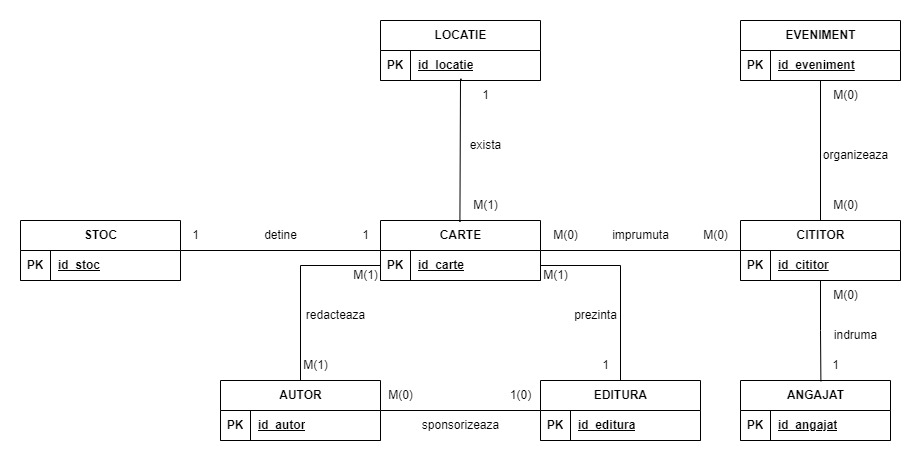 LOCATIE
EVENIMENT
PK id_locatie
PK id_eveniment
1
M(0)
exista
organizeaza
M(1)
M(0)
STOC
1
detine
1
CARTE
M(0)
imprumuta
M(0)
CITITOR
PK id_stoc
PK id_carte
PK id_cititor
M(1)
M(1)
M(0)
redacteaza
prezinta
indruma
M(1)
1
1
AUTOR
M(0)
1(0)
EDITURA
ANGAJAT
PK id_autor
sponsorizeaza
PK id_editura
PK id_angajat